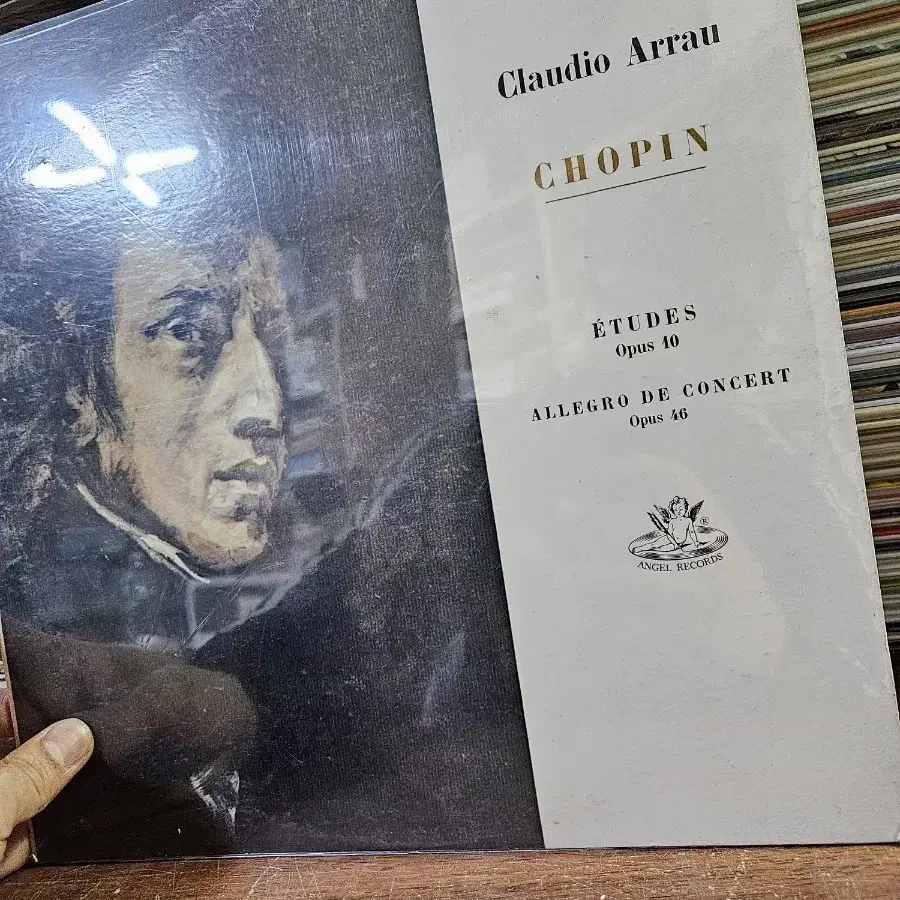 Claudio Arrau
CHOPIN
ÉTUDES
Opus 10
ALLEGRO DE CONCERT
Opus 46
®
ANGEL RECORDS